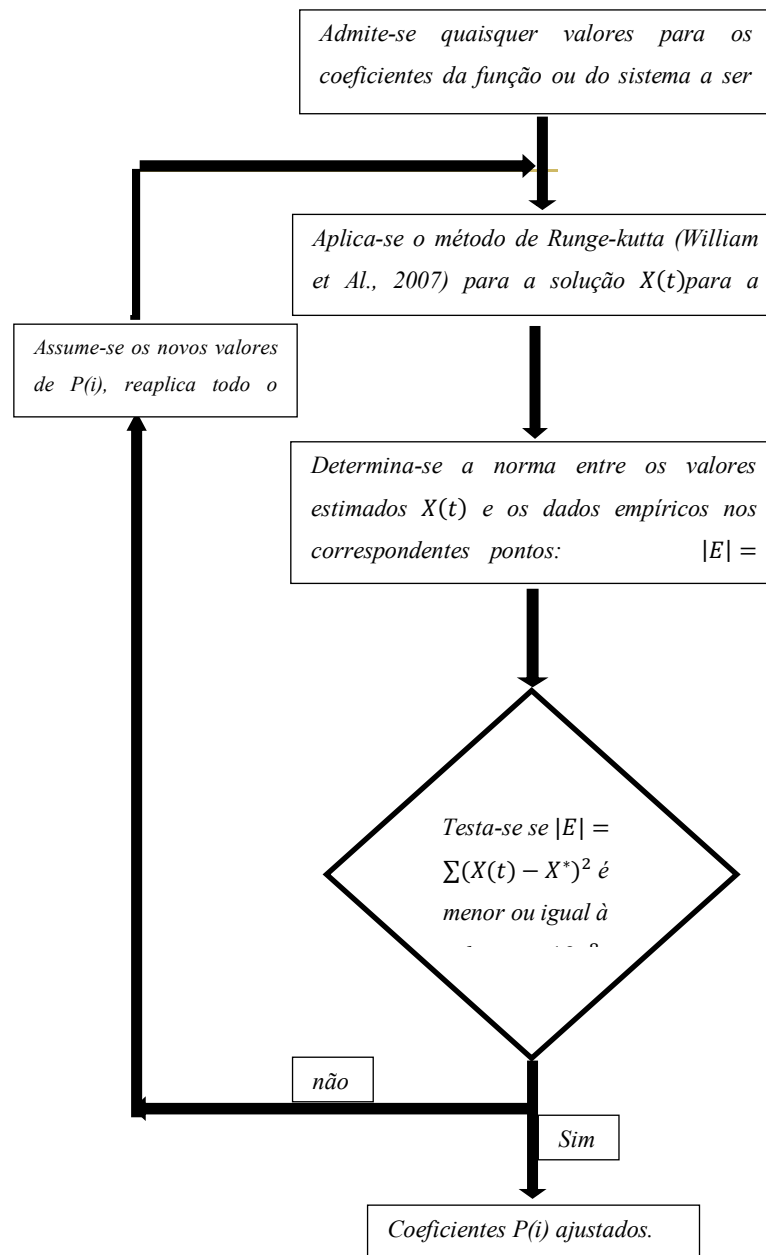 Admite-se quaisquer valores para os
coeficientes da função ou do sistema a ser
Aplica-se o método de Runge-kutta (William
et Al., 2007) para a solução X(t)para a
Assume-se os novos valores
de P(i), reaplica todo o
Determina-se a norma entre os valores
estimados X(t) e os dados empíricos nos
correspondentes pontos: |E| =
Testa-se se |E| =
∑(X(t) − X*)² é
menor ou igual à
não
Sim
Coeficientes P(i) ajustados.